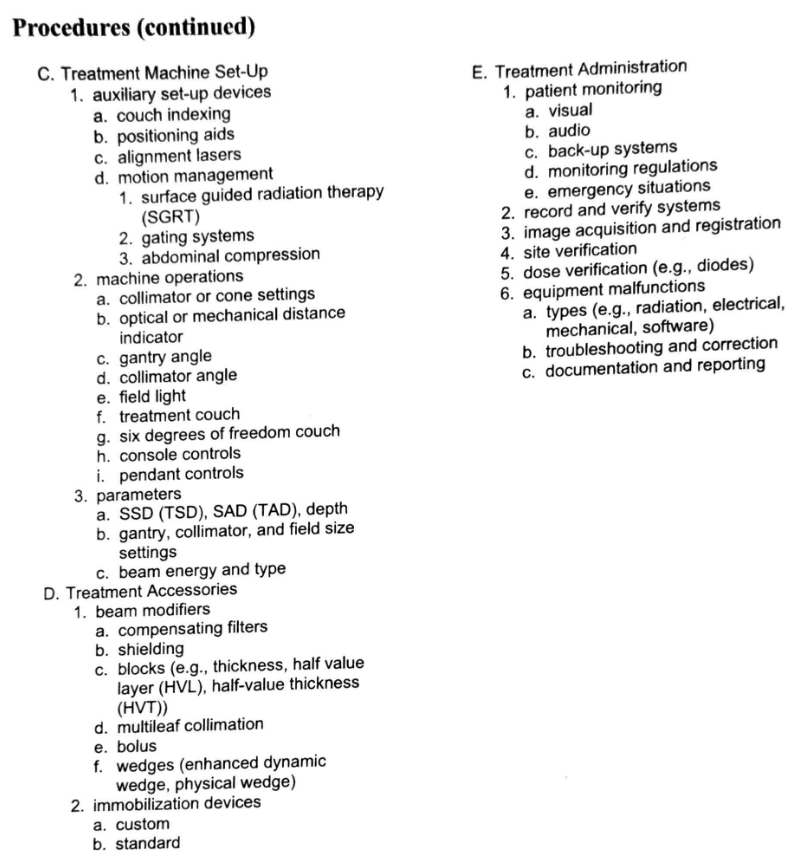 Procedures (continued)
C. Treatment Machine Set-Up
1. auxiliary set-up devices
a. couch indexing
b. positioning aids
c. alignment lasers
d. motion management
1. surface guided radiation therapy
(SGRT)
2. gating systems
3. abdominal compression
2. machine operations
a. collimator or cone settings
b. optical or mechanical distance
indicator
c. gantry angle
d. collimator angle
e. field light
f. treatment couch
g. six degrees of freedom couch
h. console controls
i. pendant controls
3. parameters
a. SSD (TSD), SAD (TAD), depth
b. gantry, collimator, and field size
settings
c. beam energy and type
D. Treatment Accessories
1. beam modifiers
a. compensating filters
b. shielding
c. blocks (e.g., thickness, half value
layer (HVL), half-value thickness
(HVT))
d. multileaf collimation
e. bolus
f. wedges (enhanced dynamic
wedge, physical wedge)
2. immobilization devices
a. custom
b. standard
E. Treatment Administration
1. patient monitoring
a. visual
b. audio
c. back-up systems
d. monitoring regulations
e. emergency situations
2. record and verify systems
3. image acquisition and registration
4. site verification
5. dose verification (e.g., diodes)
6. equipment malfunctions
a. types (e.g., radiation, electrical,
mechanical, software)
b. troubleshooting and correction
c. documentation and reporting